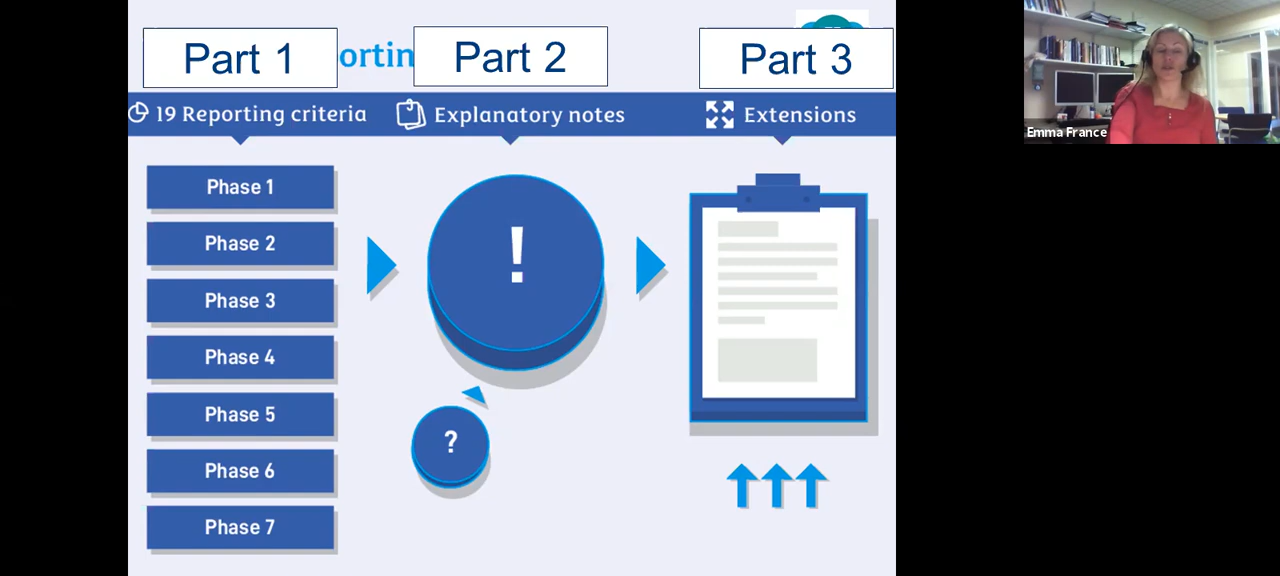 Part 1
Part 2
Part 3
ortin
19 Reporting criteria
Explanatory notes
Extensions
Phase 1
Phase 2
Phase 3
Phase 4
Phase 5
Phase 6
Phase 7
!
?
Emma France